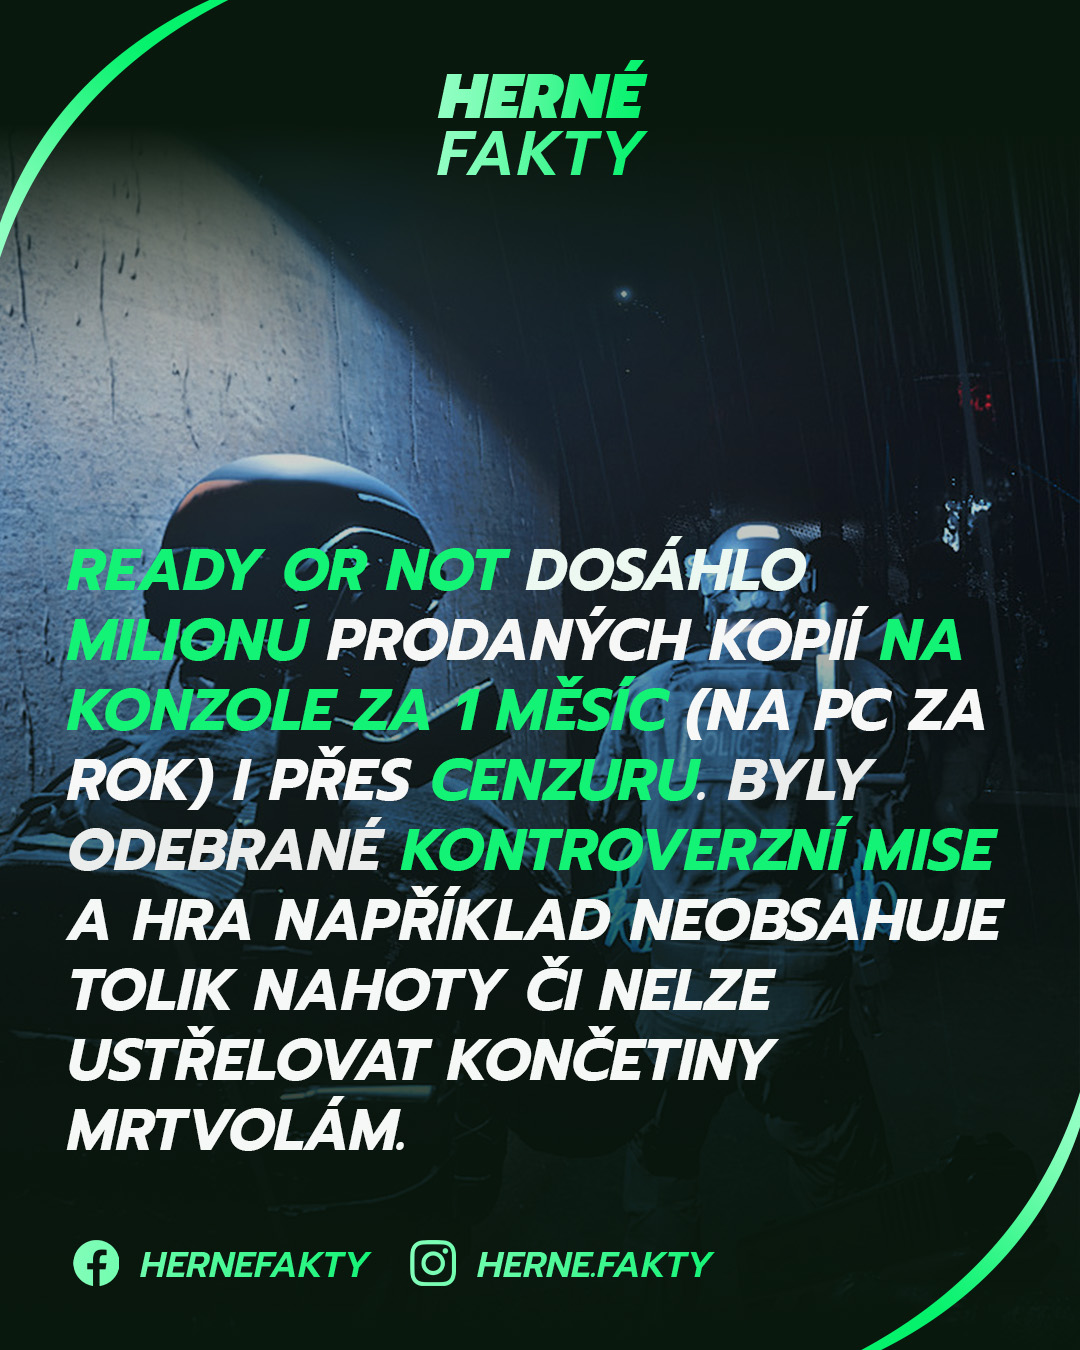 HERNÉ
FAKTY
READY OR NOT DOSÁHLO
MILIONU PRODANÝCH KOPIÍ NA
KONZOLE ZA 1 MĚSÍC (NA PC ZA
ROK) I PŘES CENZURU. BYLY
ODEBRANÉ KONTROVERZNÍ MISE
A HRA NAPŘÍKLAD NEOBSAHUJE
TOLIK NAHOTY ČI NELZE
USTŘELOVAT KONČETINY
MRTVOLÁM.
HERNEFAKTY HERNE.FAKTY